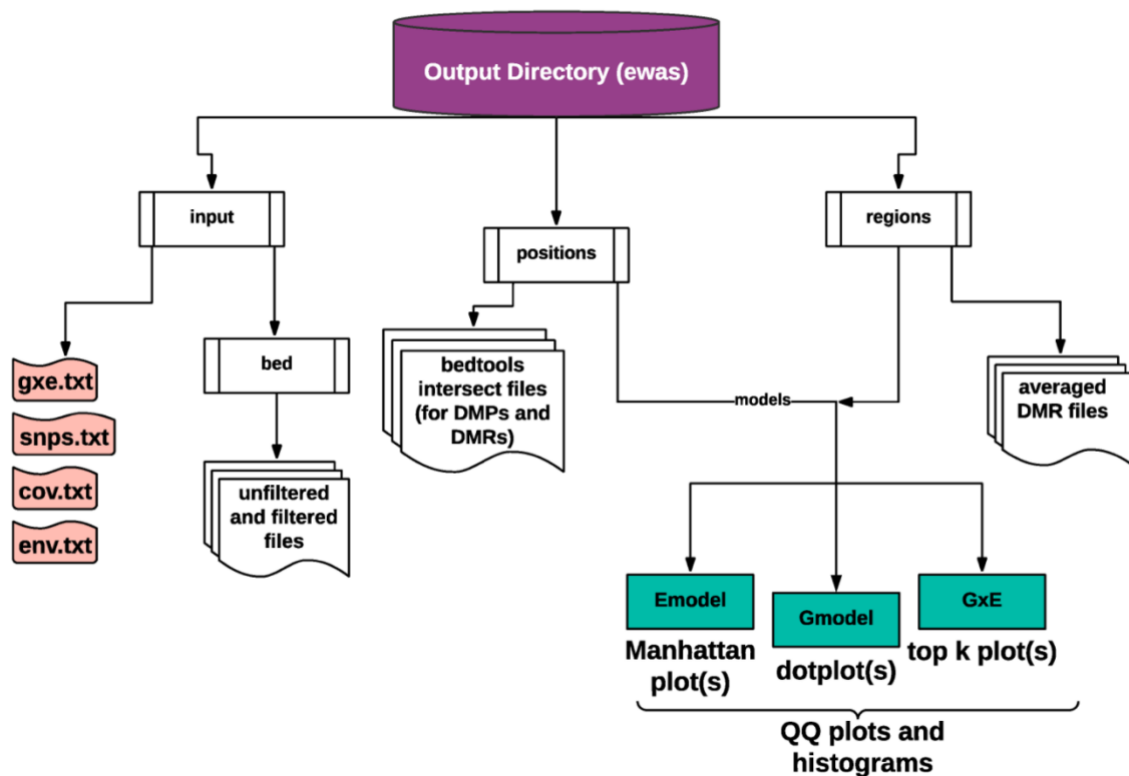 Output Directory (ewas)
input
positions
regions
gxe.txt
snps.txt
cov.txt
env.txt
bed
unfiltered
and filtered
files
bedtools
intersect files
(for DMPs and
DMRs)
models
averaged
DMR files
Emodel
Gmodel
GxE
Manhattan
plot(s)
dotplot(s)
top k plot(s)
QQ plots and
histograms